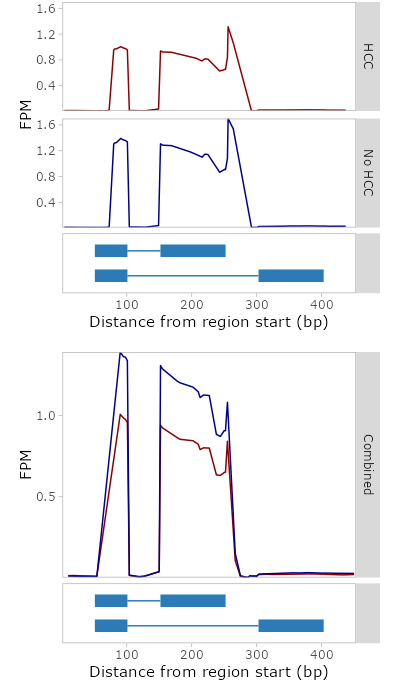 1.6
1.2
0.8
0.4
HCC
FPM
1.6
1.2
0.8
0.4
No HCC
100 200 300 400
Distance from region start (bp)
1.0
0.5
FPM
Combined
100 200 300 400
Distance from region start (bp)